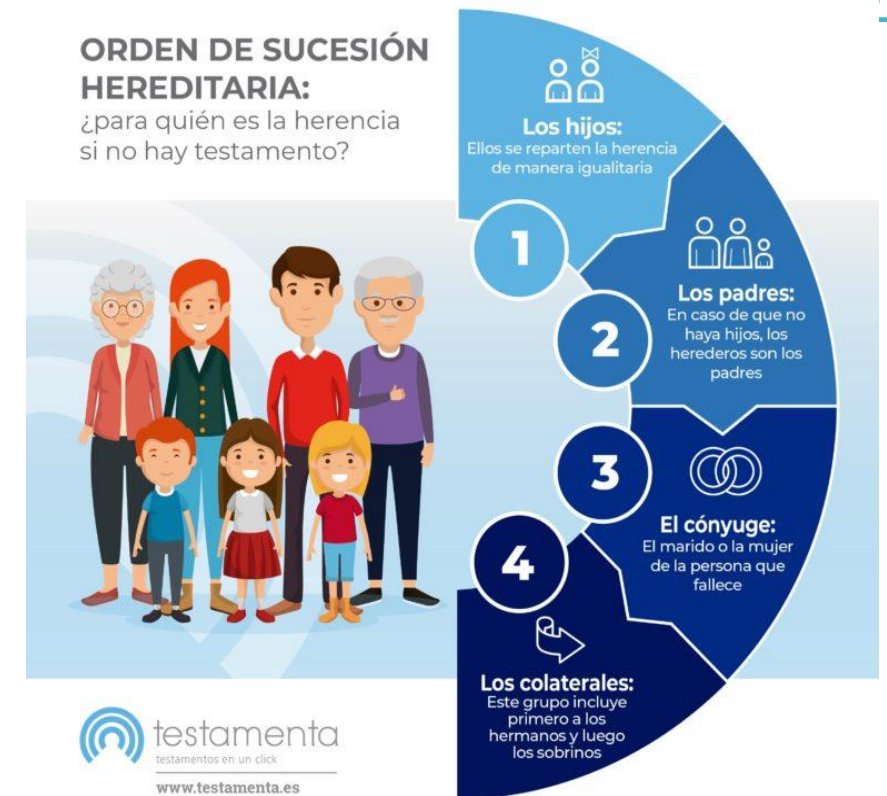 ORDEN DE SUCESIÓN
HEREDITARIA:
¿para quién es la herencia
si no hay testamento?
Los hijos:
Ellos se reparten la herencia
de manera igualitaria
1
Los padres:
En caso de que no
haya hijos, los
herederos son los
padres
2
3
El cónyuge:
El marido o la mujer
de la persona que
fallece
4
Los colaterales:
Este grupo incluye
primero a los
hermanos y luego
los sobrinos
testamenta
testamentos en un click
www.testamenta.es